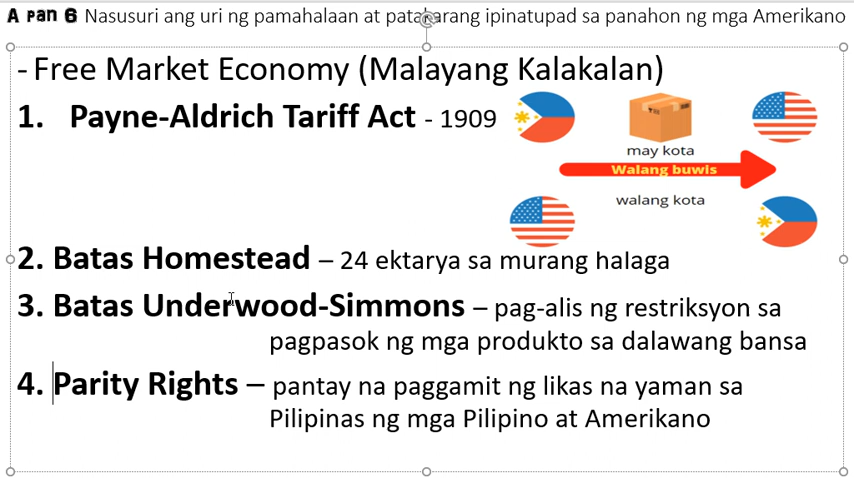 A Pan 6 Nasusuri ang uri ng pamahalaan at patakarang ipinatupad sa panahon ng mga Amerikano
- Free Market Economy (Malayang Kalakalan)
1. Payne-Aldrich Tariff Act - 1909
may kota
Walang buwis
walang kota
2. Batas Homestead – 24 ektarya sa murang halaga
3. Batas Underwood-Simmons – pag-alis ng restriksyon sa
pagpasok ng mga produkto sa dalawang bansa
4. Parity Rights – pantay na paggamit ng likas na yaman sa
Pilipinas ng mga Pilipino at Amerikano